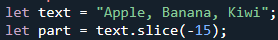 let text = "Apple, Banana, Kiwi";
let part = text.slice(-15);